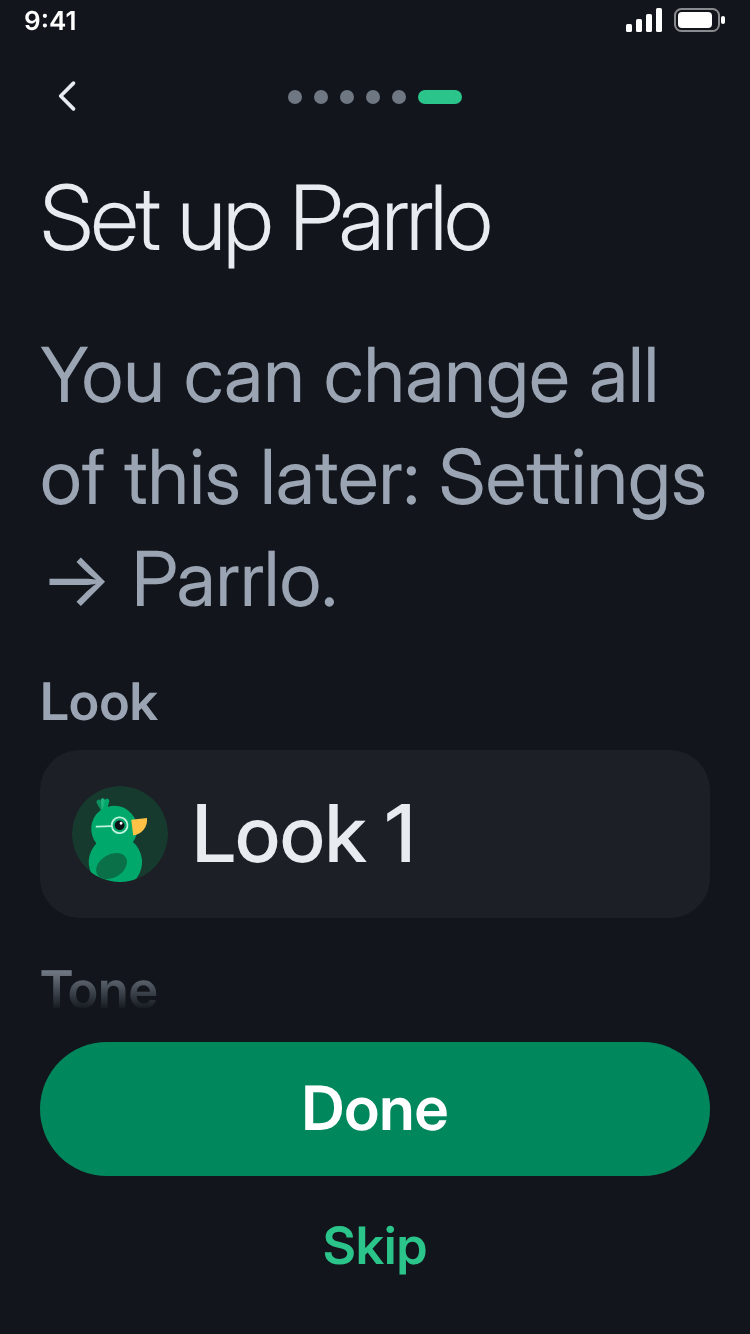 9:41
Set up Parrlo
You can change all
of this later: Settings
→ Parrlo.
Look
Look 1
Tone
Done
Skip